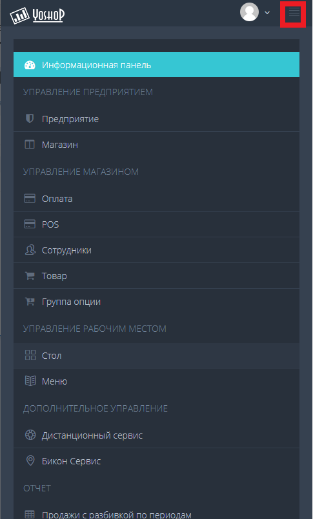 YOSHOP
Информационная панель
УПРАВЛЕНИЕ ПРЕДПРИЯТИЕМ
Предприятие
Магазин
УПРАВЛЕНИЕ МАГАЗИНОМ
Оплата
POS
Сотрудники
Товар
Группа опции
УПРАВЛЕНИЕ РАБОЧИМ МЕСТОМ
Стол
Меню
ДОПОЛНИТЕЛЬНОЕ УПРАВЛЕНИЕ
Дистанционный сервис
Бикон Сервис
ОТЧЕТ
Продажи с разбивкой по периодам